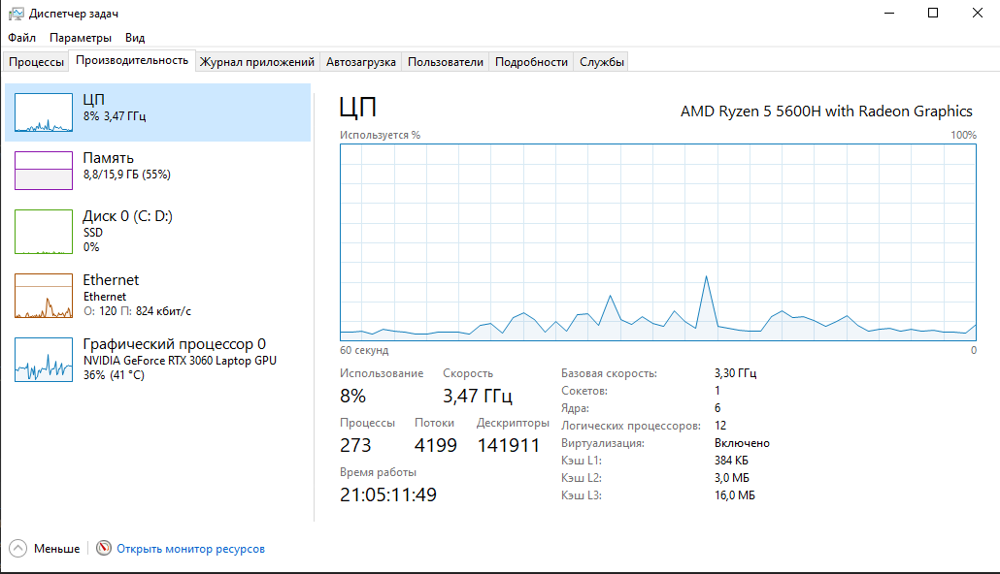 Диспетчер задач
Файл Параметры Вид
Процессы Производительность Журнал приложений Автозагрузка Пользователи Подробности Службы
ЦП
8% 3,47 ГГц
Память
8,8/15,9 ГБ (55%)
Диск 0 (C: D:)
SSD
0%
Ethernet
Ethernet
О: 120 П: 824 кбит/с
Графический процессор 0
NVIDIA GeForce RTX 3060 Laptop GPU
36% (41 °C)
ЦП AMD Ryzen 5 5600H with Radeon Graphics
Используется % 100%
60 секунд 0
Использование Скорость
8% 3,47 ГГц
Процессы Потоки Дескрипторы
273 4199 141911
Время работы
21:05:11:49
Базовая скорость: 3,30 ГГц
Сокетов: 1
Ядра: 6
Логических процессоров: 12
Виртуализация: Включено
Кэш L1: 384 КБ
Кэш L2: 3,0 МБ
Кэш L3: 16,0 МБ
Меньше Открыть монитор ресурсов